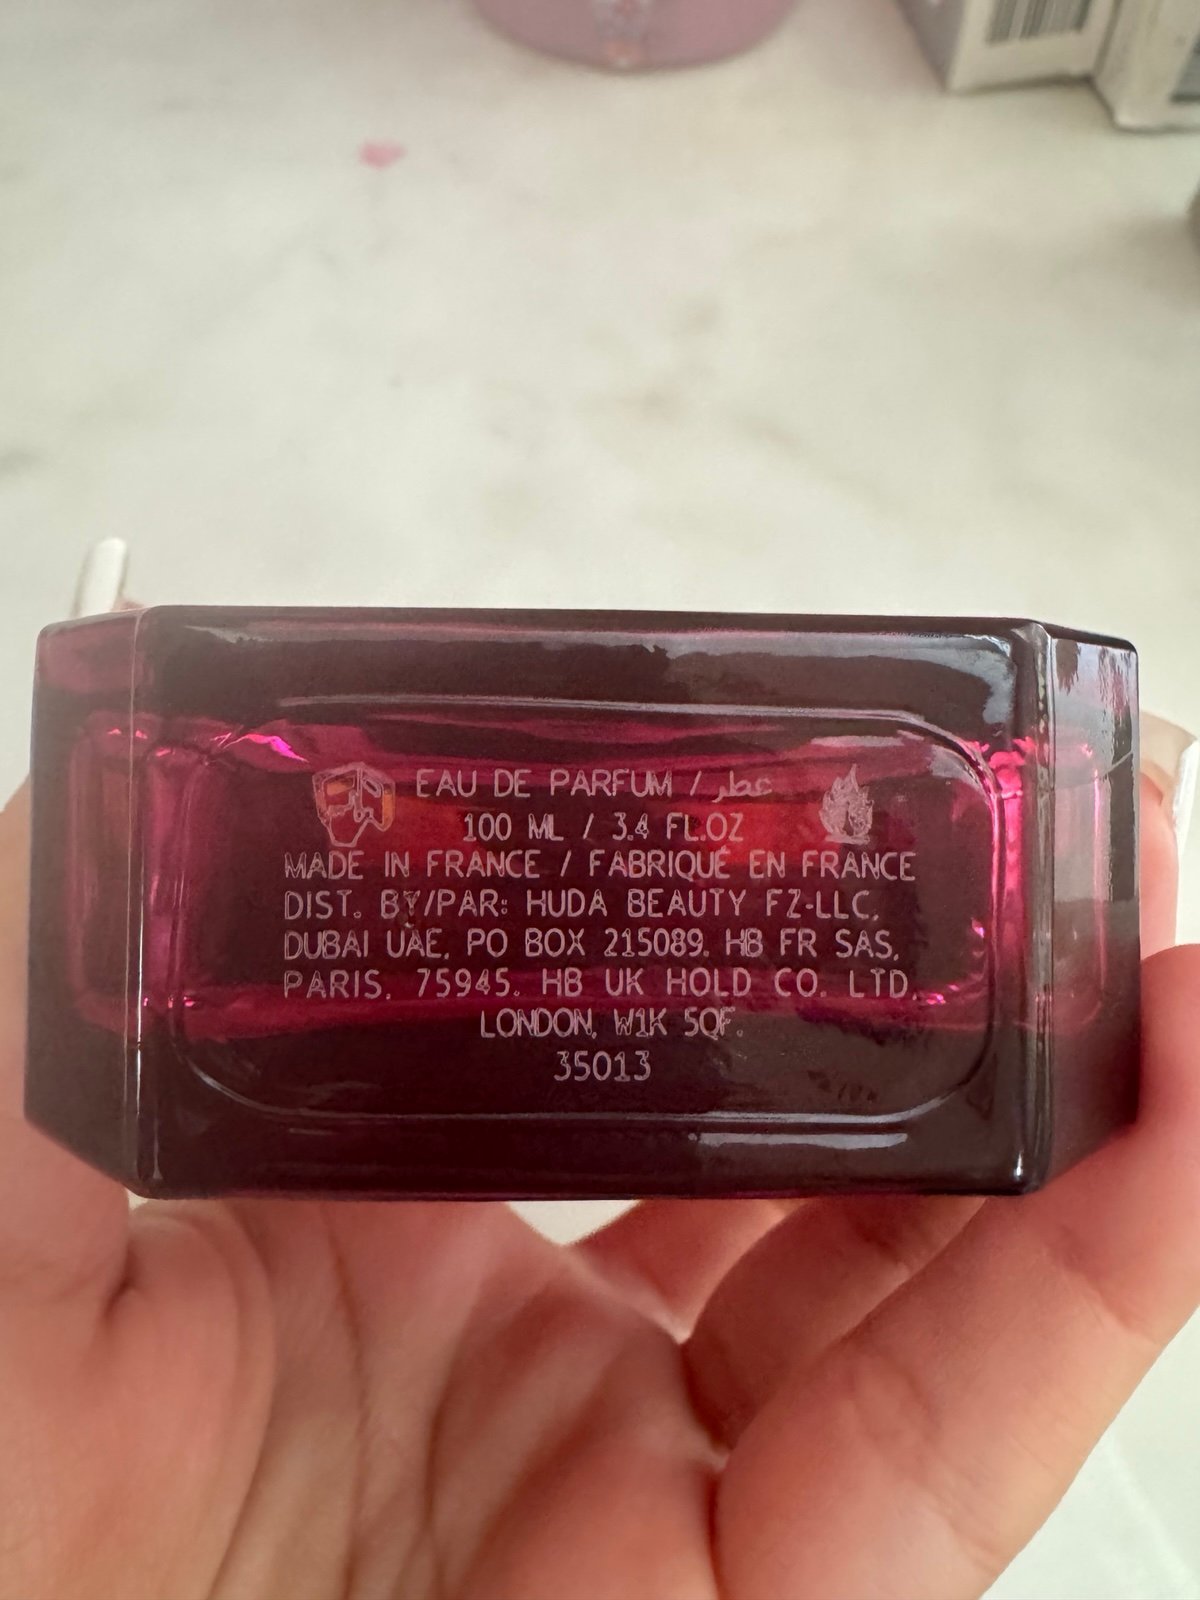 EAU DE PARFUM / عطر
100 ML / 3.4 FL.OZ
MADE IN FRANCE / FABRIQUÉ EN FRANCE
DIST. BY/PAR: HUDA BEAUTY FZ-LLC,
DUBAI UAE, PO BOX 215089. HB FR SAS,
PARIS, 75945. HB UK HOLD CO. LTD,
LONDON, W1K 5QF.
35013